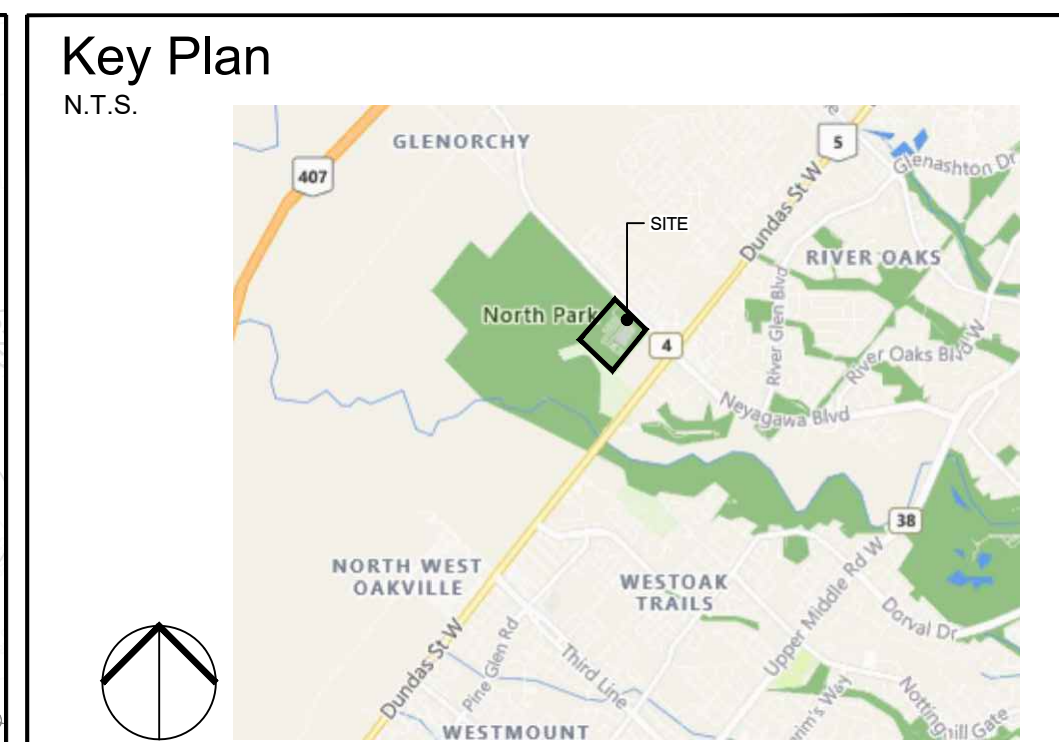 Key Plan
N.T.S.
GLENORCHY
5
Glenashton Dr
407
Dundas St W
SITE
RIVER OAKS
North Park
4
River Glen Blvd
River Oaks Blvd W
Neyagawa Blvd
38
NORTH WEST
OAKVILLE
WESTOAK
TRAILS
Upper Middle Rd W
Dorval Dr
Dundas St W
Pine Glen Rd
Third Line
Nottinghill Gate
WESTMOUNT